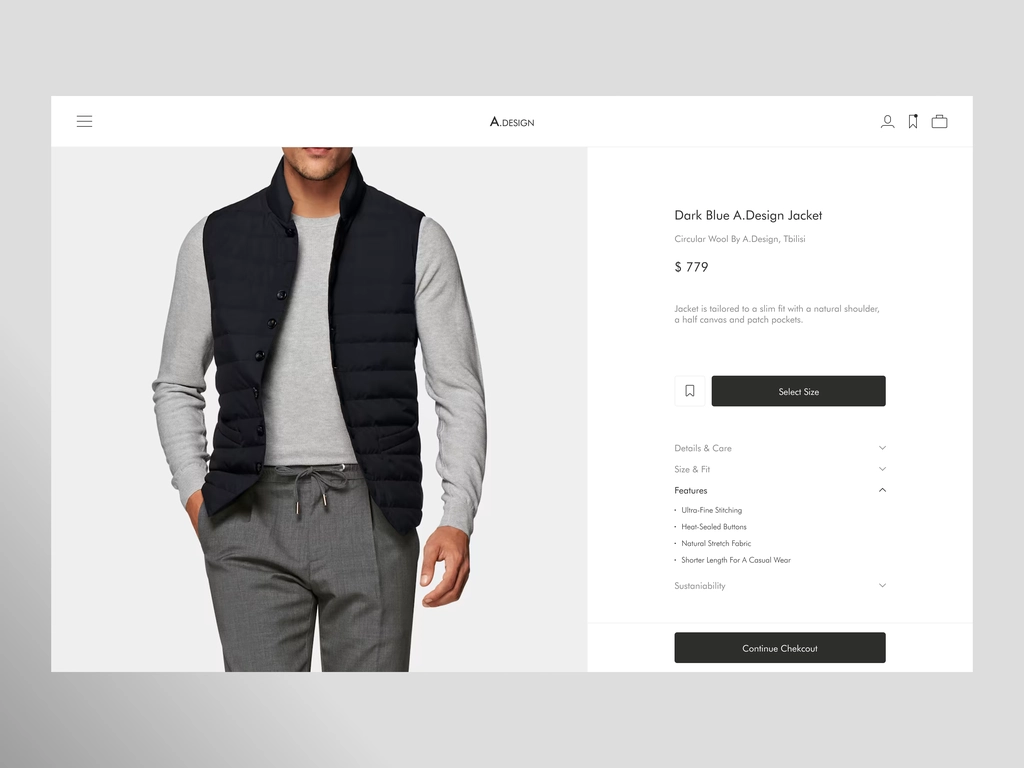 A.DESIGN
Dark Blue A.Design Jacket
Circular Wool By A.Design, Tbilisi
$ 779
Jacket is tailored to a slim fit with a natural shoulder,
a half canvas and patch pockets.
Select Size
Details & Care
Size & Fit
Features
• Ultra-Fine Stitching
• Heat-Sealed Buttons
• Natural Stretch Fabric
• Shorter Length For A Casual Wear
Sustaniability
Continue Chekcout